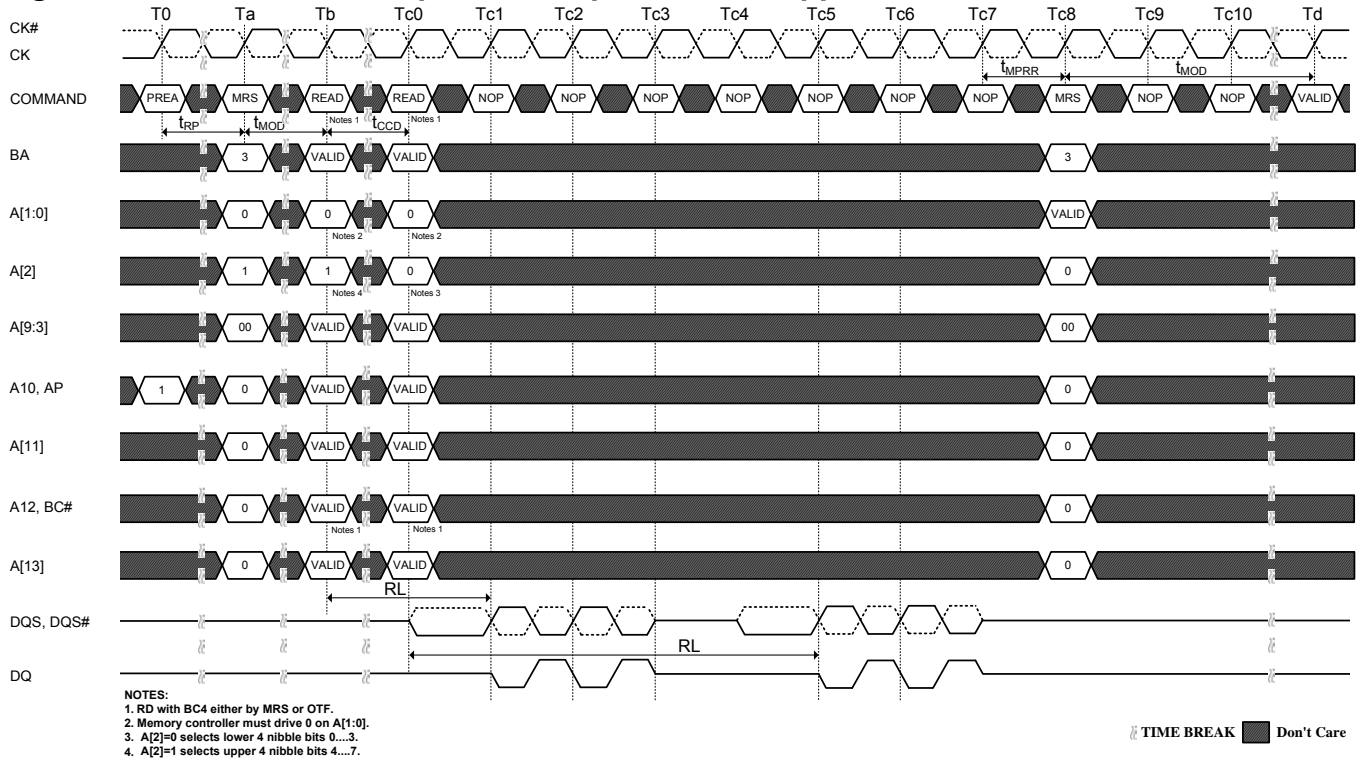 T0 Ta Tb Tc0 Tc1 Tc2 Tc3 Tc4 Tc5 Tc6 Tc7 Tc8 Tc9 Tc10 Td
CK#
CK
tMPRR tMOD
COMMAND PREA MRS READ READ NOP NOP NOP NOP NOP NOP NOP MRS NOP NOP VALID
Notes 1 Notes 1
tRP tMOD tCCD
BA 3 VALID VALID 3
A[1:0] 0 0 0 VALID
Notes 2 Notes 2
A[2] 1 1 0 0
Notes 4 Notes 3
A[9:3] 00 VALID VALID 00
A10, AP 1 0 VALID VALID 0
A[11] 0 VALID VALID 0
A12, BC# 0 VALID VALID 0
Notes 1 Notes 1
A[13] 0 VALID VALID 0
RL
DQS, DQS#
RL
DQ
NOTES:
1. RD with BC4 either by MRS or OTF.
2. Memory controller must drive 0 on A[1:0].
3. A[2]=0 selects lower 4 nibble bits 0....3.
4. A[2]=1 selects upper 4 nibble bits 4....7.
TIME BREAK Don't Care